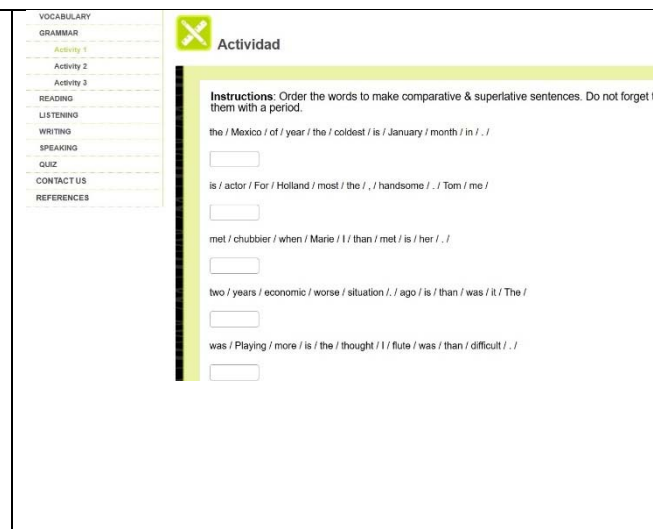 VOCABULARY
GRAMMAR
Activity 1
Activity 2
Activity 3
READING
LISTENING
WRITING
SPEAKING
QUIZ
CONTACT US
REFERENCES
Actividad
Instructions: Order the words to make comparative & superlative sentences. Do not forget t
them with a period.
the / Mexico / of / year / the / coldest / is / January / month / in / . /
is / actor / For / Holland / most / the / , / handsome / . / Tom / me /
met / chubbier / when / Marie / I / than / met / is / her / . /
two / years / economic / worse / situation /. / ago / is / than / was / it / The /
was / Playing / more / is / the / thought / I / flute / was / than / difficult / . /